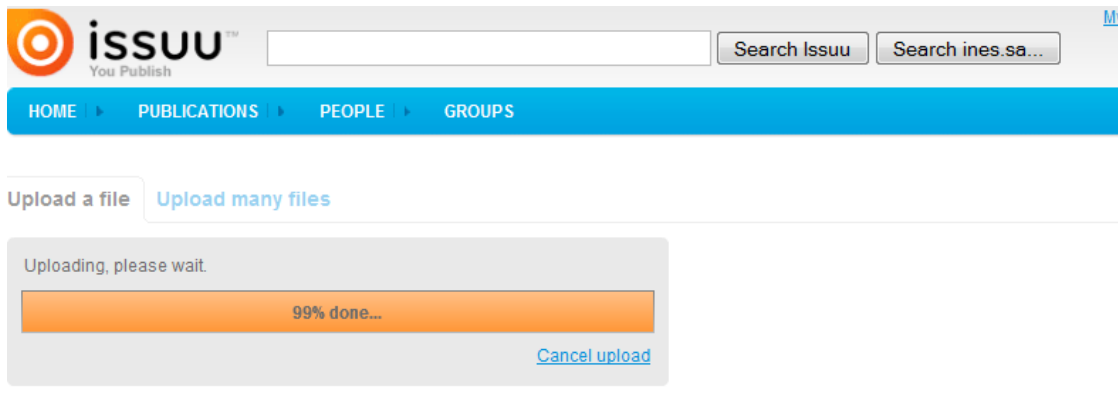 issuu™
You Publish
Search Issuu
Search ines.sa...
HOME
PUBLICATIONS
PEOPLE
GROUPS
Upload a file
Upload many files
Uploading, please wait.
99% done...
Cancel upload